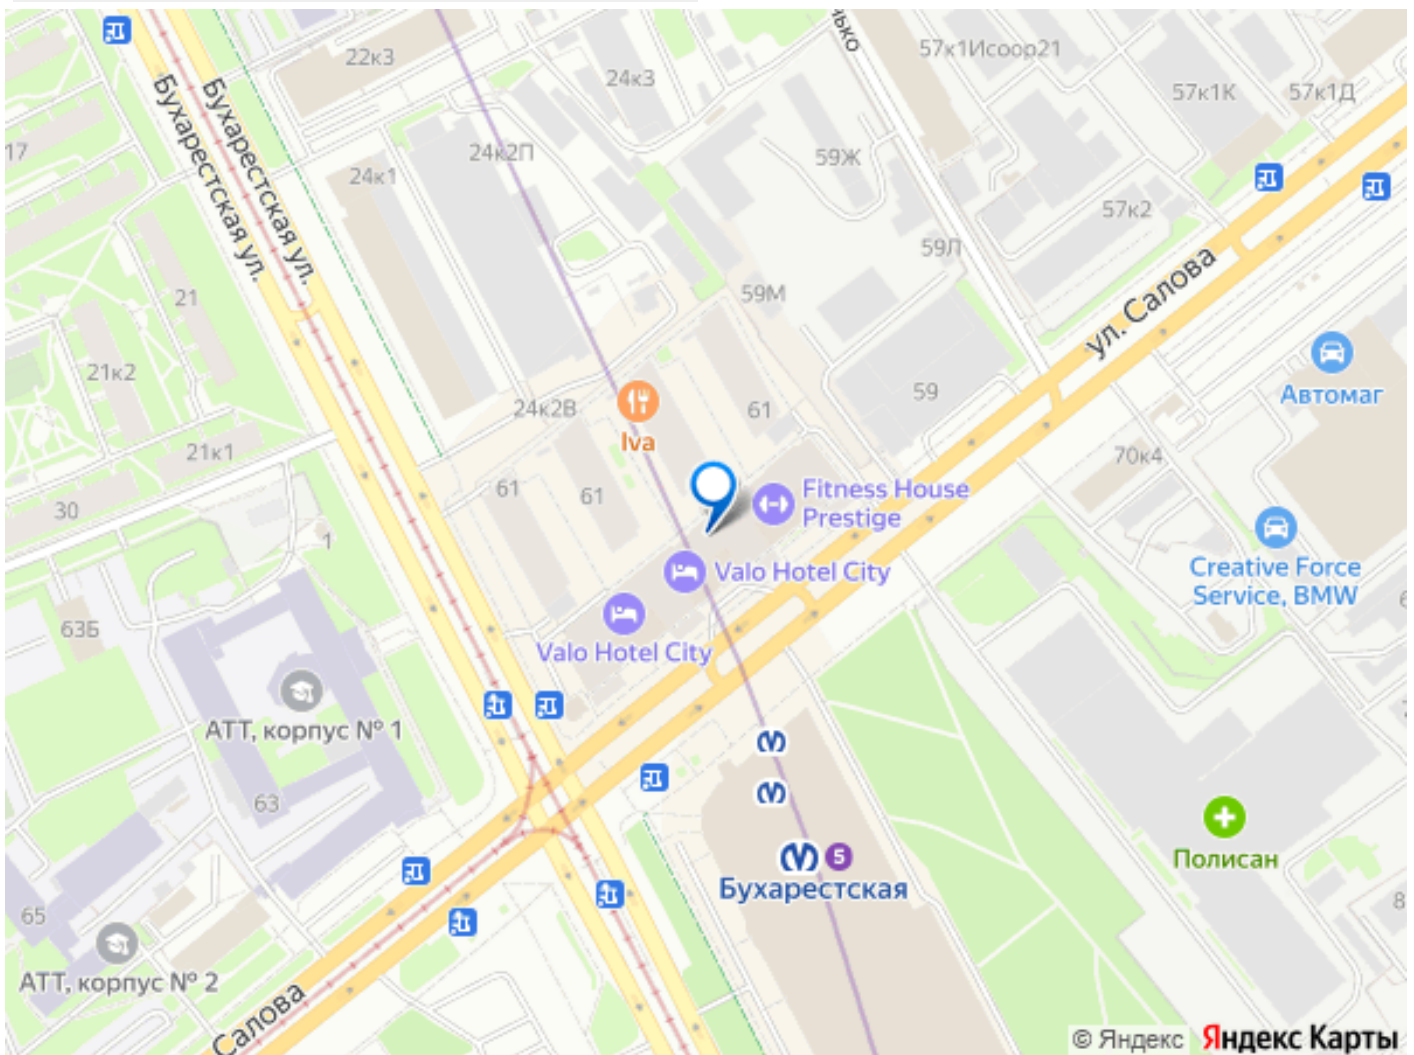 22к3
24к3
нько
57к1Исоор21
57к1К
57к1Д
Бухарестская ул.
Бухарестская ул.
17
24к1
24к2П
59Ж
57к2
59Л
ул. Салова
21
59М
21к2
24к2В
Iva
61
59
Автомаг
21к1
30
61
61
Fitness House
Prestige
70к4
1
Valo Hotel City
Creative Force
Service, BMW
63Б
Valo Hotel City
АТТ, корпус № 1
63
5
Бухарестская
Полисан
65
8
АТТ, корпус № 2
Салова
© Яндекс
Яндекс Карты